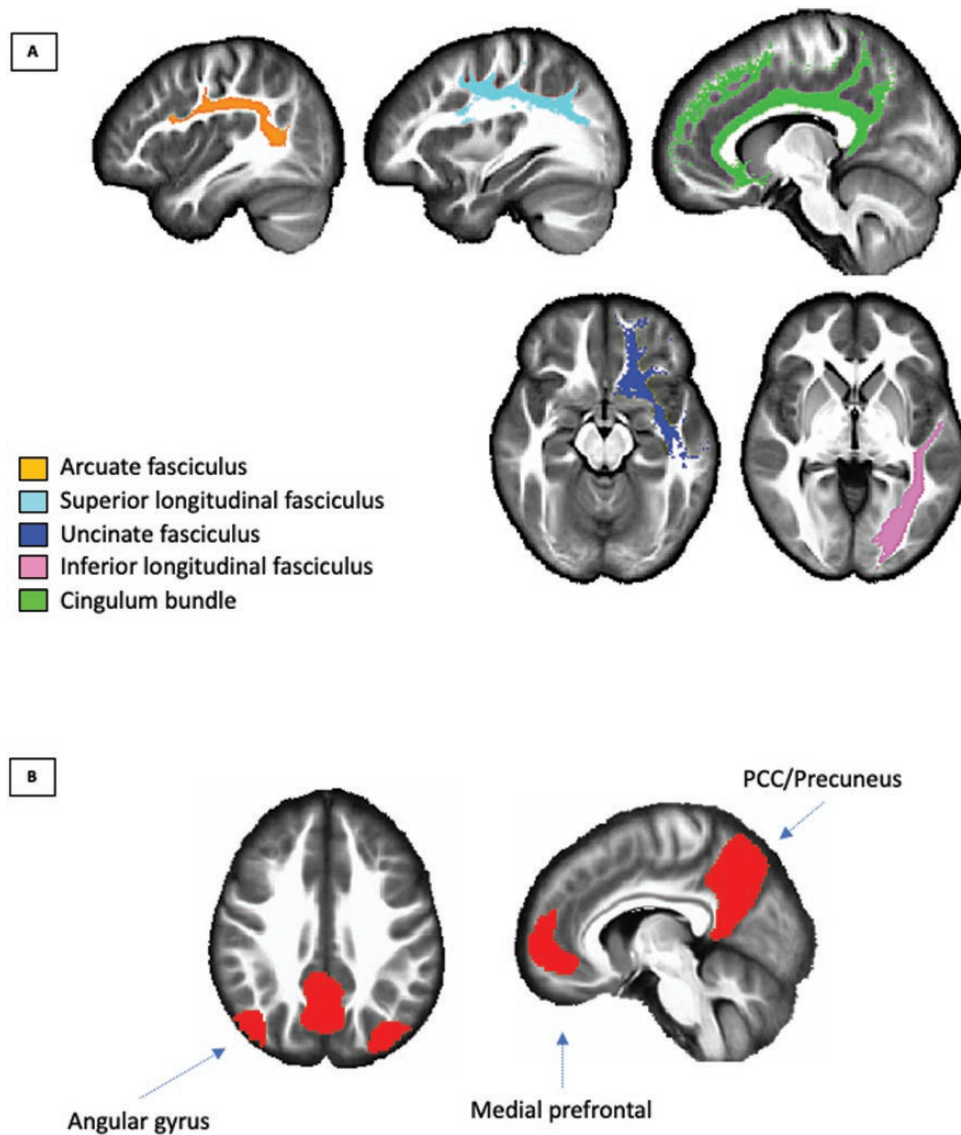 A
Arcuate fasciculus
Superior longitudinal fasciculus
Uncinate fasciculus
Inferior longitudinal fasciculus
Cingulum bundle
B
PCC/Precuneus
Angular gyrus
Medial prefrontal